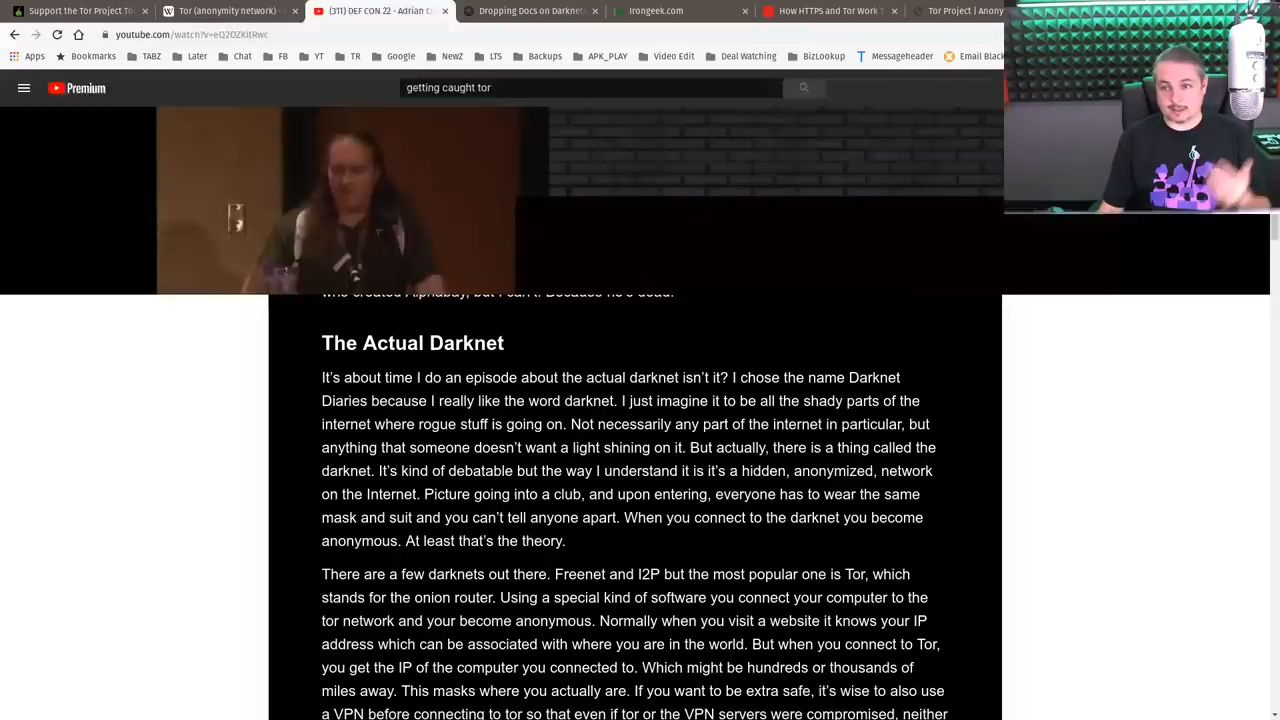 Support the Tor Project To
Tor (anonymity network) -
(311) DEF CON 22 - Adrian C
Dropping Docs on Darknet
Irongeek.com
How HTTPS and Tor Work T
Tor Project | Anony
youtube.com/watch?v=eQ2OZKitRwc
Apps
Bookmarks
TABZ
Later
Chat
FB
YT
TR
Google
NewZ
LTS
Backups
APK_PLAY
Video Edit
Deal Watching
BizLookup
Messageheader
Email Black
Premium
getting caught tor
who created Alphabay, but I can't. Because he's dead.
The Actual Darknet
It's about time I do an episode about the actual darknet isn't it? I chose the name Darknet
Diaries because I really like the word darknet. I just imagine it to be all the shady parts of the
internet where rogue stuff is going on. Not necessarily any part of the internet in particular, but
anything that someone doesn't want a light shining on it. But actually, there is a thing called the
darknet. It's kind of debatable but the way I understand it is it's a hidden, anonymized, network
on the Internet. Picture going into a club, and upon entering, everyone has to wear the same
mask and suit and you can't tell anyone apart. When you connect to the darknet you become
anonymous. At least that's the theory.
There are a few darknets out there. Freenet and I2P but the most popular one is Tor, which
stands for the onion router. Using a special kind of software you connect your computer to the
tor network and your become anonymous. Normally when you visit a website it knows your IP
address which can be associated with where you are in the world. But when you connect to Tor,
you get the IP of the computer you connected to. Which might be hundreds or thousands of
miles away. This masks where you actually are. If you want to be extra safe, it's wise to also use
a VPN before connecting to tor so that even if tor or the VPN servers were compromised, neither